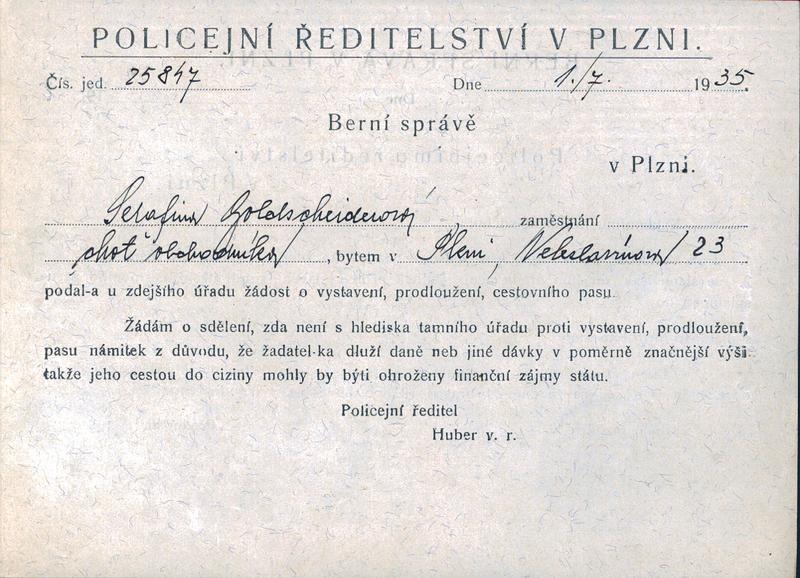 POLICEJNÍ ŘEDITELSTVÍ V PLZNI.
Čís. jed. 25847 Dne 1./7. 1935.
Berní správě
v Plzni.
Serafina Goldscheiderová zaměstnání
choť obchodníka, bytem v Plzni, Veleslavínova 23
podal-a u zdejšího úřadu žádost o vystavení, prodloužení, cestovního pasu.
Žádám o sdělení, zda není s hlediska tamního úřadu proti vystavení, prodloužení,
pasu námitek z důvodu, že žadatel-ka dluží daně neb jiné dávky v poměrně značnější výši
takže jeho cestou do ciziny mohly by býti ohroženy finanční zájmy státu.
Policejní ředitel
Huber v. r.